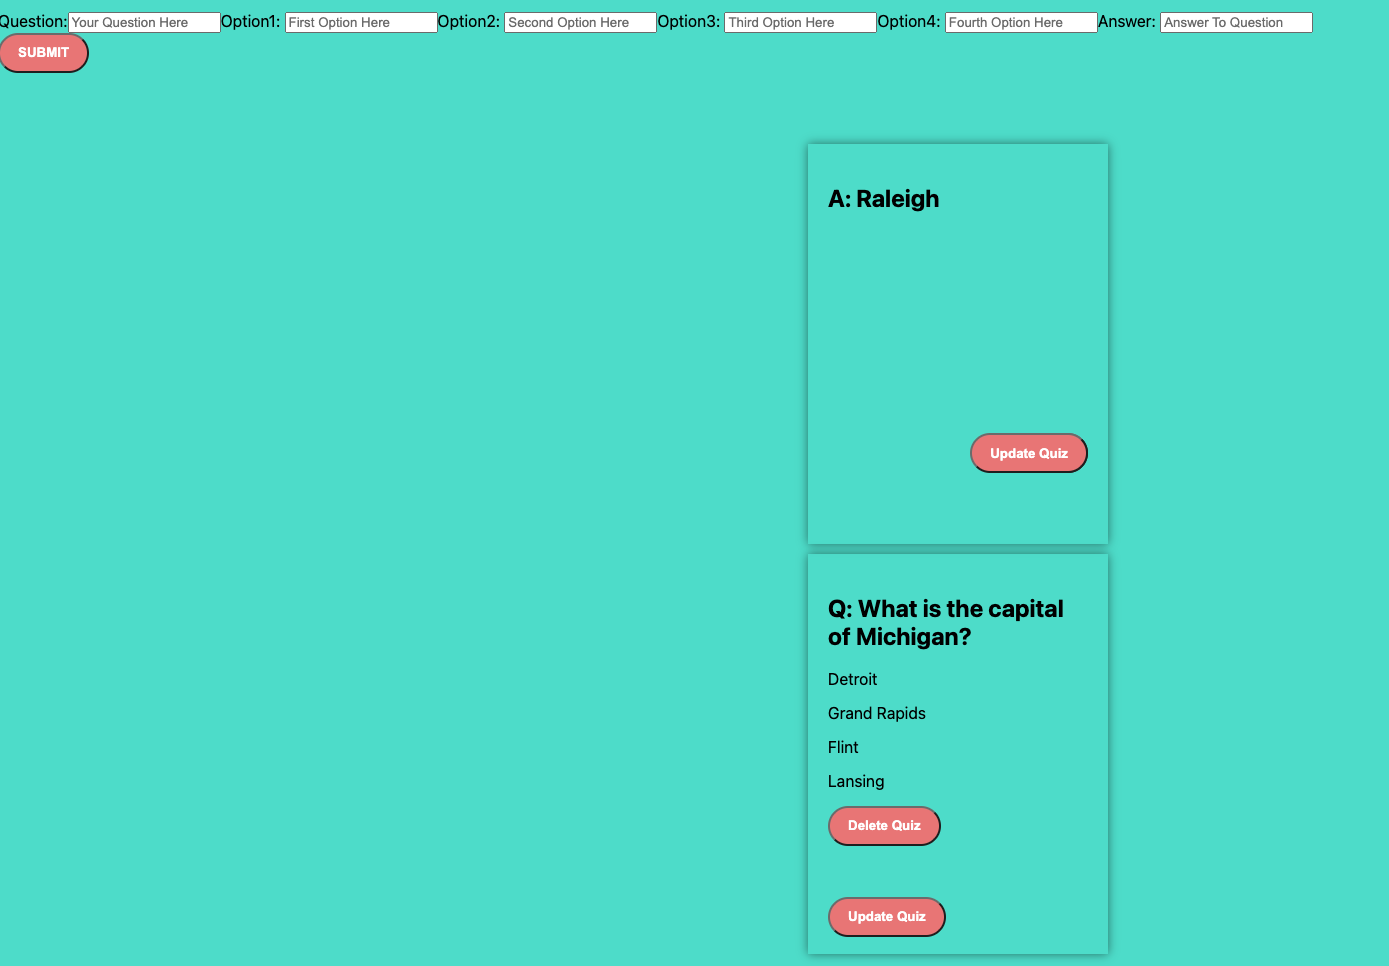 Question: Your Question Here Option1: First Option Here Option2: Second Option Here Option3: Third Option Here Option4: Fourth Option Here Answer: Answer To Question
SUBMIT
A: Raleigh
Update Quiz
Q: What is the capital
of Michigan?
Detroit
Grand Rapids
Flint
Lansing
Delete Quiz
Update Quiz